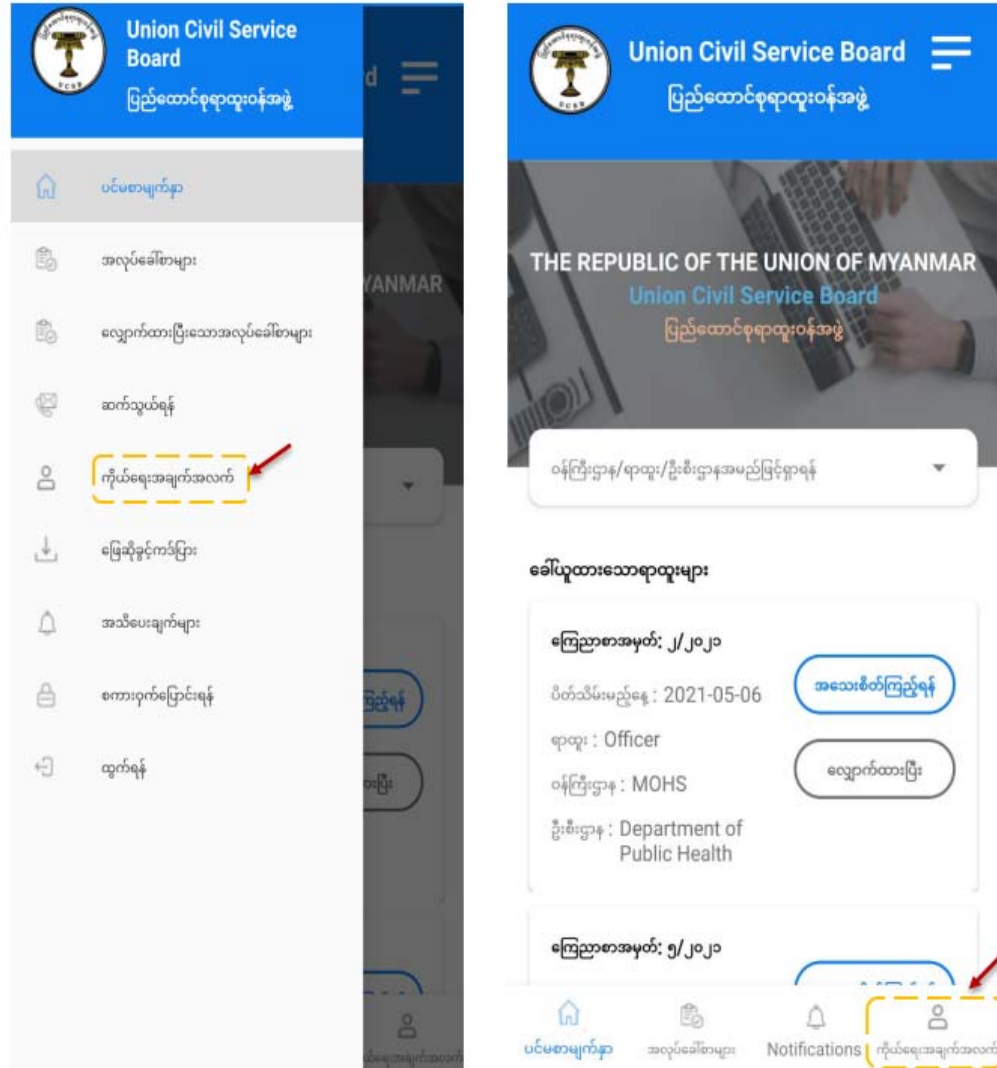 Union Civil Service
Board
ပြည်ထောင်စုရာထူးဝန်အဖွဲ့
UCSB
ပင်မစာမျက်နှာ
အလုပ်ခေါ်စာများ
လျှောက်ထားပြီးသောအလုပ်ခေါ်စာများ
ဆက်သွယ်ရန်
ကိုယ်ရေးအချက်အလက်
ဖြေဆိုခွင့်ကဒ်ပြား
အသိပေးချက်များ
စကားဝှက်ပြောင်းရန်
ထွက်ရန်
YANMAR
Union Civil Service Board
ပြည်ထောင်စုရာထူးဝန်အဖွဲ့
UCSB
THE REPUBLIC OF THE UNION OF MYANMAR
Union Civil Service Board
ပြည်ထောင်စုရာထူးဝန်အဖွဲ့
ဝန်ကြီးဌာန/ရာထူး/ဦးစီးဌာနအမည်ဖြင့်ရှာရန်
ခေါ်ယူထားသောရာထူးများ
ကြေညာစာအမှတ်; ၂/၂၀၂၁
ပိတ်သိမ်းမည့်နေ့ : 2021-05-06
အသေးစိတ်ကြည့်ရန်
ရာထူး : Officer
ဝန်ကြီးဌာန : MOHS
လျှောက်ထားပြီး
ဦးစီးဌာန : Department of
Public Health
ကြေညာစာအမှတ်; ၅/၂၀၂၁
ပင်မစာမျက်နှာ
အလုပ်ခေါ်စာများ
Notifications
ကိုယ်ရေးအချက်အလက်